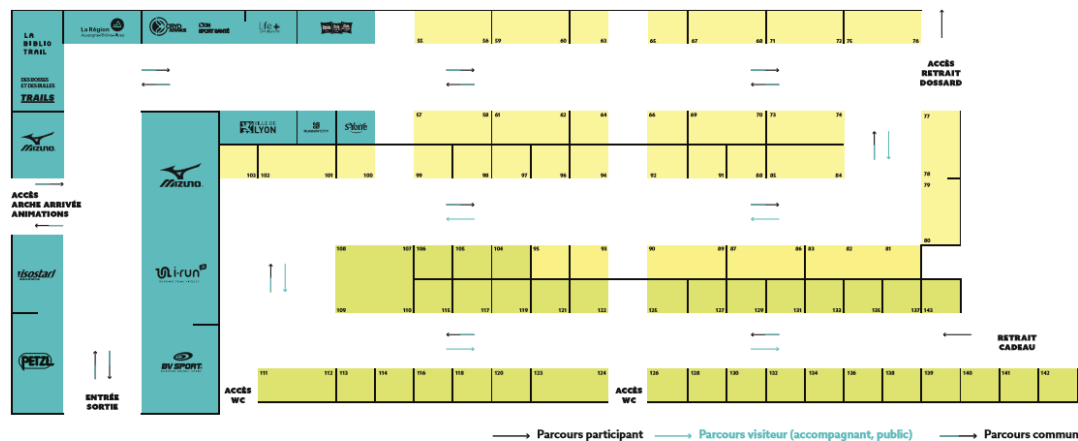 LA
BIBLIO
TRAIL
DES BOSSES
ET DES BULLES
TRAILS
La Région
Auvergne-Rhône-Alpes
LYON
SPORT SANTÉ
Life+
55 56 59 60 63 65 67 68 71 72 75 76
ACCÈS
RETRAIT
DOSSARD
MIZUNO
MIZUNO
VILLE DE
LYON
57 58 61 62 64 66 69 70 73 74 77
103 102 101 100 99 98 97 96 94 92 91 80 85 84 78
79
80
ACCÈS
ARCHE ARRIVÉE
ANIMATIONS
isostar
i-run
108 107 106 105 104 95 93 90 89 87 86 83 82 81
109 110 115 117 119 121 122 125 127 129 131 133 135 137 143
PETZL
BV SPORT
RETRAIT
CADEAU
ENTRÉE
SORTIE
ACCÈS
WC
111 112 113 114 116 118 120 123 124
ACCÈS
WC
126 128 130 132 134 136 138 139 140 141 142
Parcours participant
Parcours visiteur (accompagnant, public)
Parcours commun